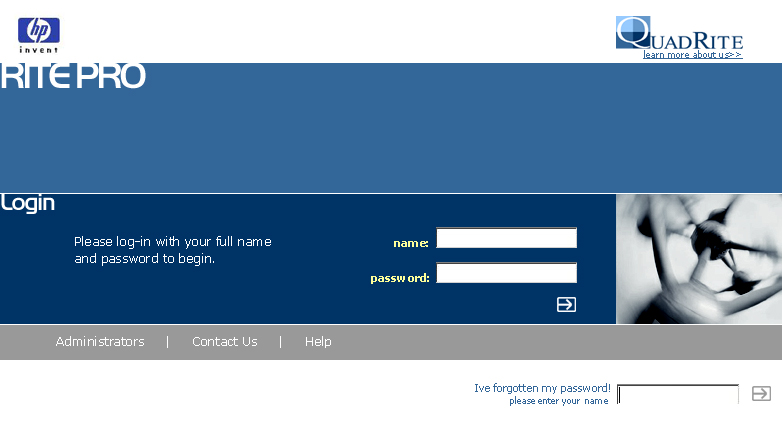 hp
invent
QUADRITE
learn more about us>>
RITE PRO
Login
Please log-in with your full name
and password to begin.
name:
password:
Administrators | Contact Us | Help
Ive forgotten my password!
please enter your name